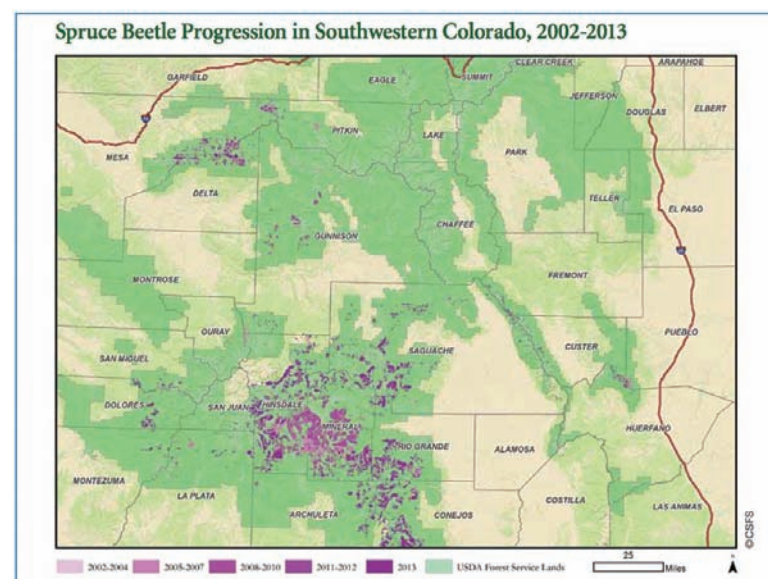 Spruce Beetle Progression in Southwestern Colorado, 2002-2013
CLEAR CREEK
ARAPAHOE
GARFIELD
EAGLE
SUMMIT
JEFFERSON
DOUGLAS
ELBERT
PITKIN
LAKE
PARK
MESA
DELTA
TELLER
EL PASO
GUNNISON
CHAFFEE
MONTROSE
FREMONT
OURAY
PUEBLO
SAGUACHE
CUSTER
SAN MIGUEL
DOLORES
SAN JUAN
HINSDALE
MINERAL
HUERFANO
RIO GRANDE
ALAMOSA
MONTEZUMA
LA PLATA
ARCHULETA
CONEJOS
COSTILLA
LAS ANIMAS
©CSFS
2002-2004
2005-2007
2008-2010
2011-2012
2013
USDA Forest Service Lands
25
Miles